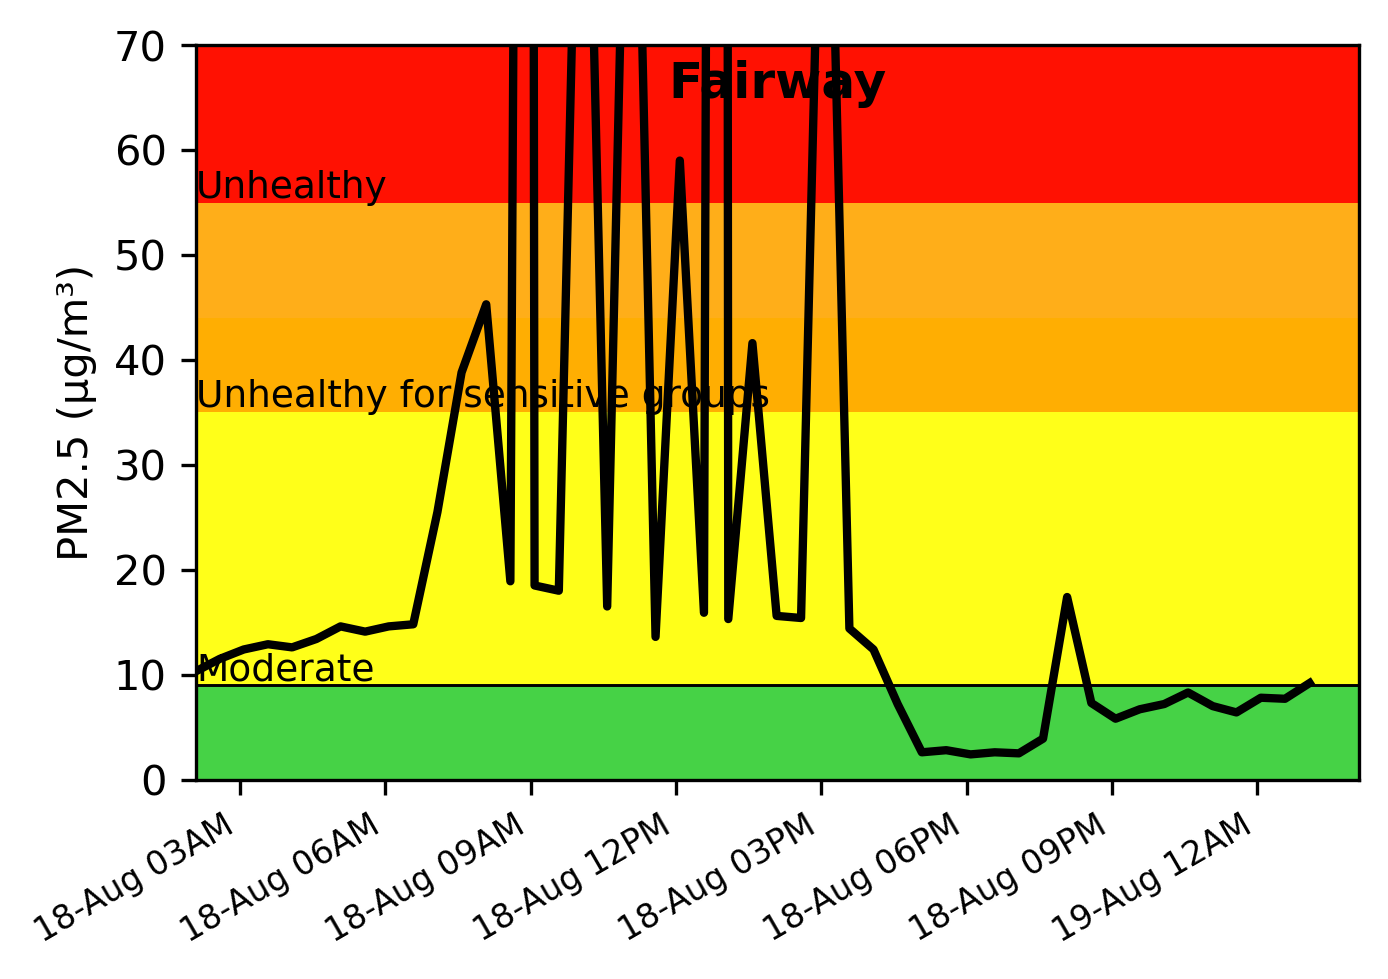 Fairway
PM2.5 (µg/m³)
70
60
50
40
30
20
10
0
Unhealthy
Unhealthy for sensitive groups
Moderate
18-Aug 03AM
18-Aug 06AM
18-Aug 09AM
18-Aug 12PM
18-Aug 03PM
18-Aug 06PM
18-Aug 09PM
19-Aug 12AM